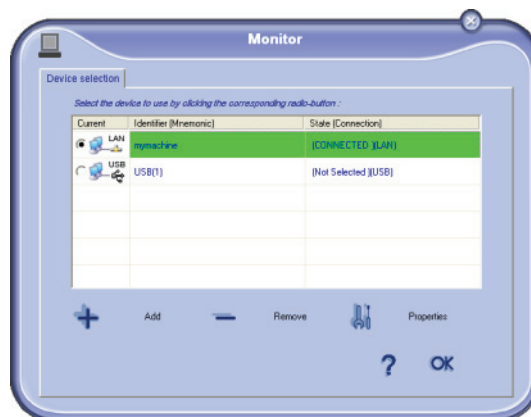 Monitor
Device selection
Select the device to use by clicking the corresponding radio-button :
Current Identifier (Mnemonic) State (Connection)
LAN mymachine (CONNECTED )(LAN)
USB USB(1) (Not Selected )(USB)
Add Remove Properties
? OK